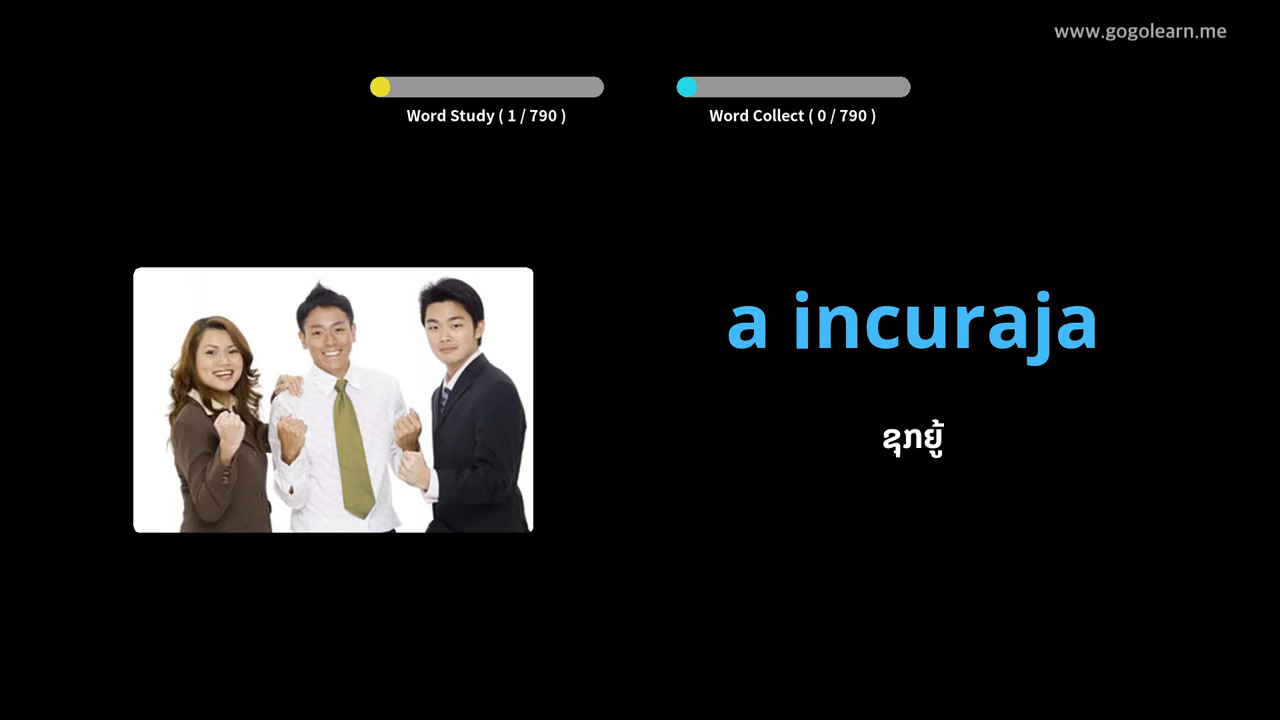 www.gogolearn.me
Word Study ( 1 / 790 )
Word Collect ( 0 / 790 )
a incuraja
ຊຸກຍູ້